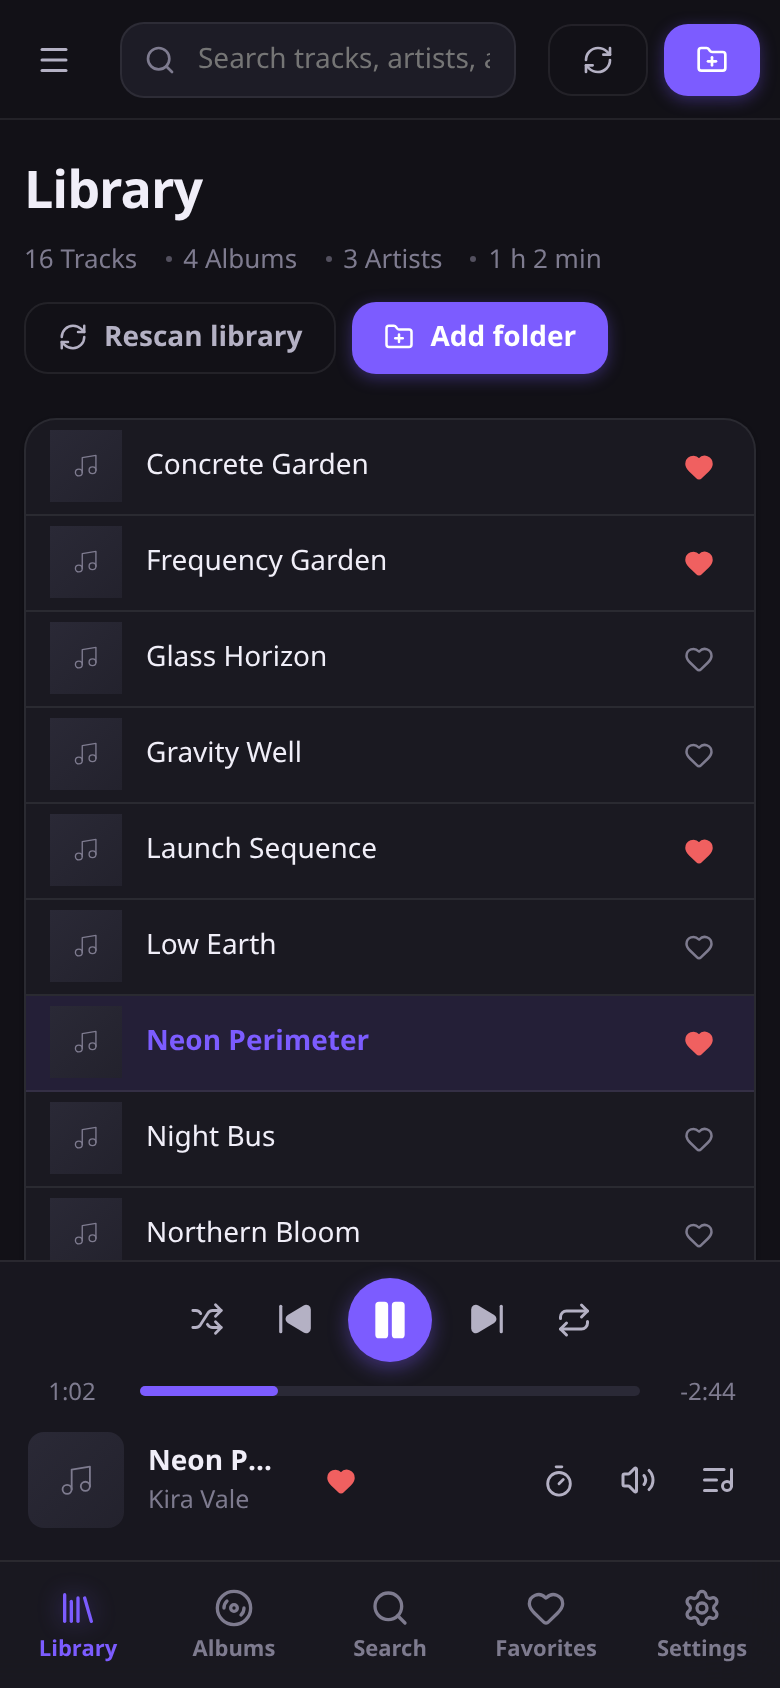 Search tracks, artists, a
Library
16 Tracks • 4 Albums • 3 Artists • 1 h 2 min
Rescan library
Add folder
Concrete Garden
Frequency Garden
Glass Horizon
Gravity Well
Launch Sequence
Low Earth
Neon Perimeter
Night Bus
Northern Bloom
1:02
-2:44
Neon P...
Kira Vale
Library
Albums
Search
Favorites
Settings